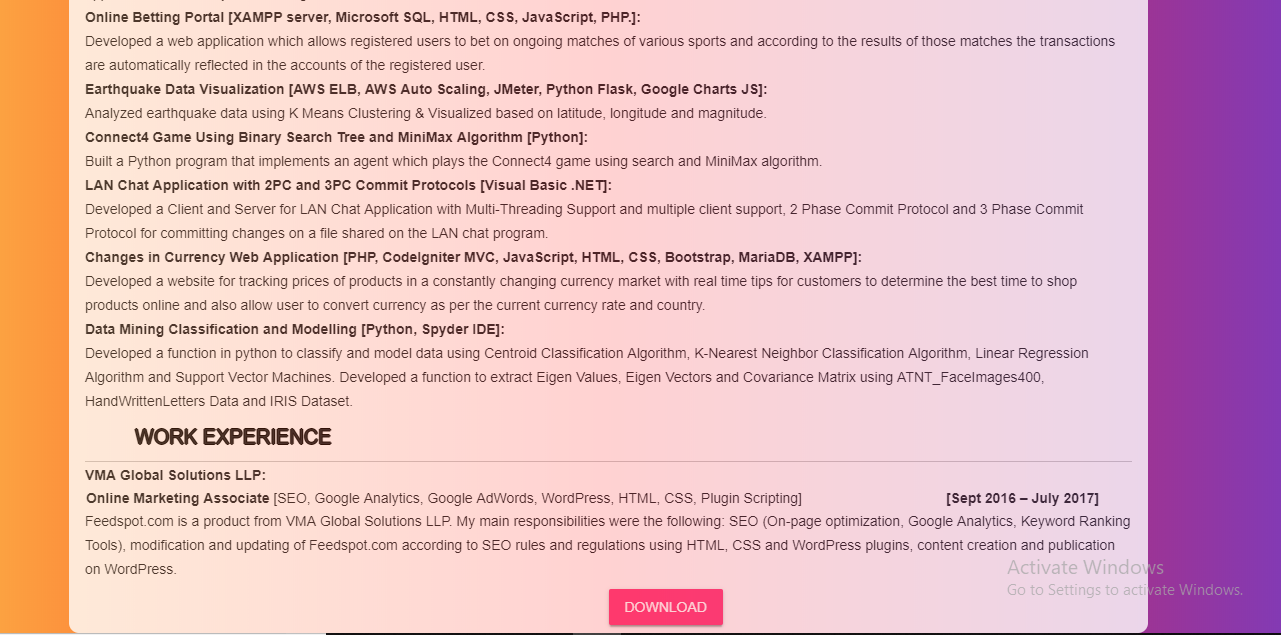 Online Betting Portal [XAMPP server, Microsoft SQL, HTML, CSS, JavaScript, PHP.]:
Developed a web application which allows registered users to bet on ongoing matches of various sports and according to the results of those matches the transactions
are automatically reflected in the accounts of the registered user.
Earthquake Data Visualization [AWS ELB, AWS Auto Scaling, JMeter, Python Flask, Google Charts JS]:
Analyzed earthquake data using K Means Clustering & Visualized based on latitude, longitude and magnitude.
Connect4 Game Using Binary Search Tree and MiniMax Algorithm [Python]:
Built a Python program that implements an agent which plays the Connect4 game using search and MiniMax algorithm.
LAN Chat Application with 2PC and 3PC Commit Protocols [Visual Basic .NET]:
Developed a Client and Server for LAN Chat Application with Multi-Threading Support and multiple client support, 2 Phase Commit Protocol and 3 Phase Commit
Protocol for committing changes on a file shared on the LAN chat program.
Changes in Currency Web Application [PHP, CodeIgniter MVC, JavaScript, HTML, CSS, Bootstrap, MariaDB, XAMPP]:
Developed a website for tracking prices of products in a constantly changing currency market with real time tips for customers to determine the best time to shop
products online and also allow user to convert currency as per the current currency rate and country.
Data Mining Classification and Modelling [Python, Spyder IDE]:
Developed a function in python to classify and model data using Centroid Classification Algorithm, K-Nearest Neighbor Classification Algorithm, Linear Regression
Algorithm and Support Vector Machines. Developed a function to extract Eigen Values, Eigen Vectors and Covariance Matrix using ATNT_FaceImages400,
HandWrittenLetters Data and IRIS Dataset.
WORK EXPERIENCE
VMA Global Solutions LLP:
Online Marketing Associate [SEO, Google Analytics, Google AdWords, WordPress, HTML, CSS, Plugin Scripting] [Sept 2016 – July 2017]
Feedspot.com is a product from VMA Global Solutions LLP. My main responsibilities were the following: SEO (On-page optimization, Google Analytics, Keyword Ranking
Tools), modification and updating of Feedspot.com according to SEO rules and regulations using HTML, CSS and WordPress plugins, content creation and publication
on WordPress.
Activate Windows
Go to Settings to activate Windows.
DOWNLOAD